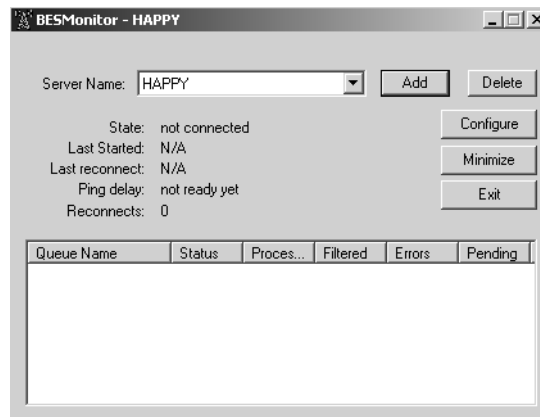 BESMonitor - HAPPY
Server Name: HAPPY Add Delete
State: not connected Configure
Last Started: N/A
Last reconnect: N/A Minimize
Ping delay: not ready yet Exit
Reconnects: 0
Queue Name Status Proces... Filtered Errors Pending